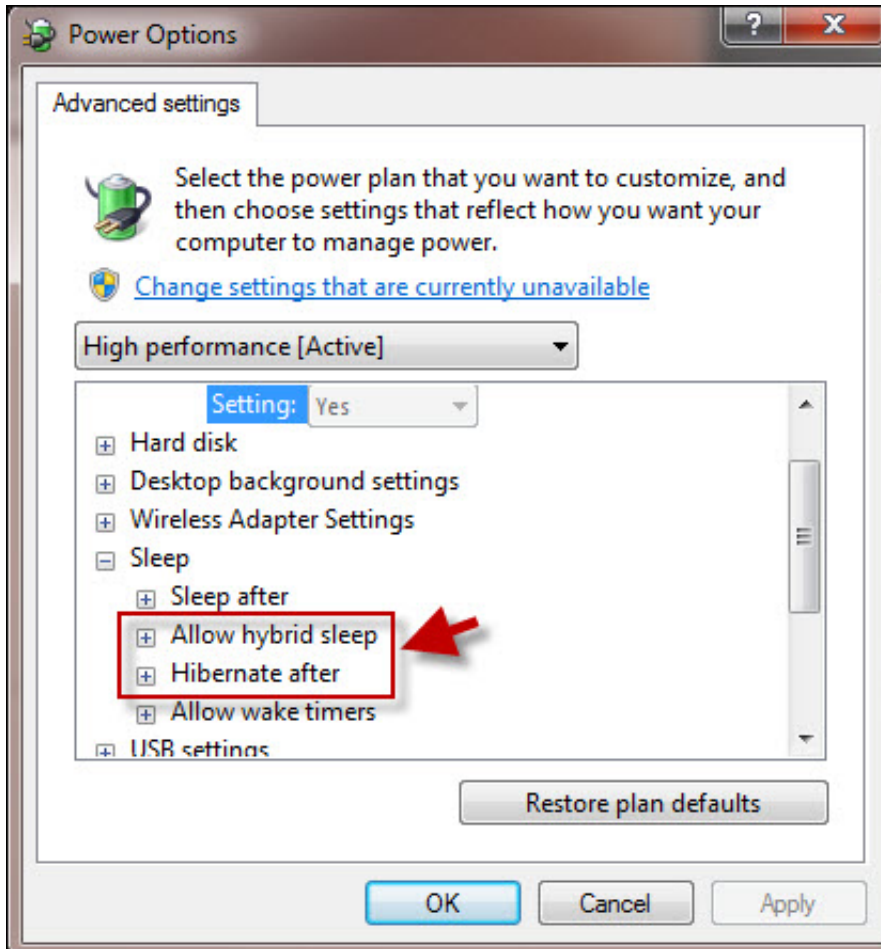 Power Options
Advanced settings
Select the power plan that you want to customize, and
then choose settings that reflect how you want your
computer to manage power.
Change settings that are currently unavailable
High performance [Active]
Setting: Yes
Hard disk
Desktop background settings
Wireless Adapter Settings
Sleep
Sleep after
Allow hybrid sleep
Hibernate after
Allow wake timers
USB settings
Restore plan defaults
OK Cancel Apply